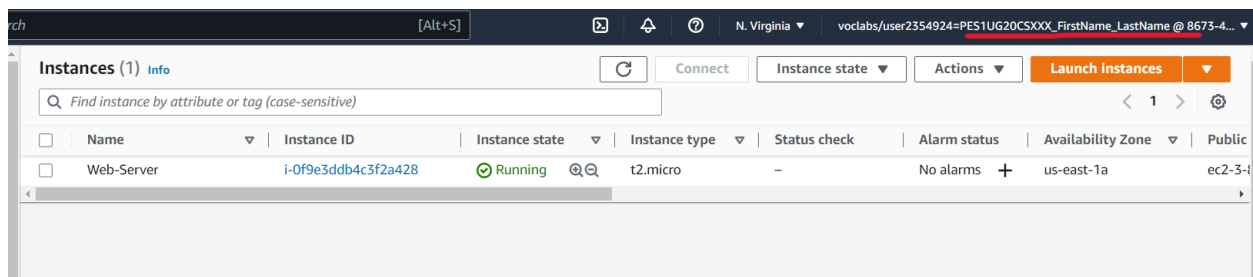 rch [Alt+S] N. Virginia ▼ voclabs/user2354924=PES1UG20CSXXX_FirstName_LastName @ 8673-4... ▼
Instances (1) Info Connect Instance state ▼ Actions ▼ Launch instances ▼
Find instance by attribute or tag (case-sensitive) < 1 >
Name Instance ID Instance state Instance type Status check Alarm status Availability Zone Public
Web-Server i-0f9e3ddb4c3f2a428 Running t2.micro – No alarms + us-east-1a ec2-3-8